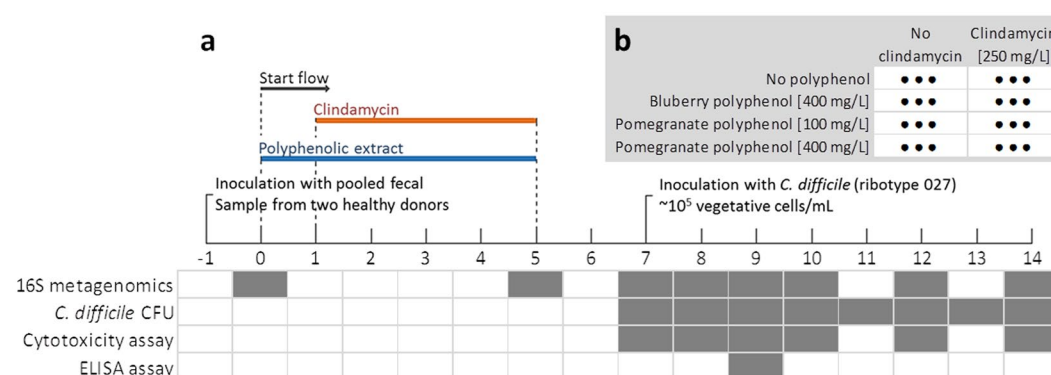 a
Start flow
Clindamycin
Polyphenolic extract
Inoculation with pooled fecal
Sample from two healthy donors
b
No Clindamycin
clindamycin [250 mg/L]
No polyphenol
Bluberry polyphenol [400 mg/L]
Pomegranate polyphenol [100 mg/L]
Pomegranate polyphenol [400 mg/L]
Inoculation with C. difficile (ribotype 027)
~10⁵ vegetative cells/mL
-1 0 1 2 3 4 5 6 7 8 9 10 11 12 13 14
16S metagenomics
C. difficile CFU
Cytotoxicity assay
ELISA assay